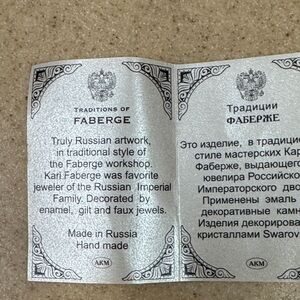 TRADITIONS OF
FABERGE
Truly Russian artwork,
in traditional style of
the Faberge workshop.
Karl Faberge was favorite
jeweler of the Russian Imperial
Family. Decorated by
enamel, gilt and faux jewels.
Made in Russia
Hand made
AKM
Традиции
ФАБЕРЖЕ
Это изделие, в традици
стиле мастерских Кар
Фаберже, выдающего
ювелира Российско
Императорского дво
Применены эмаль
декоративные камн
Изделия декорирова
кристаллами Swarov
AKM